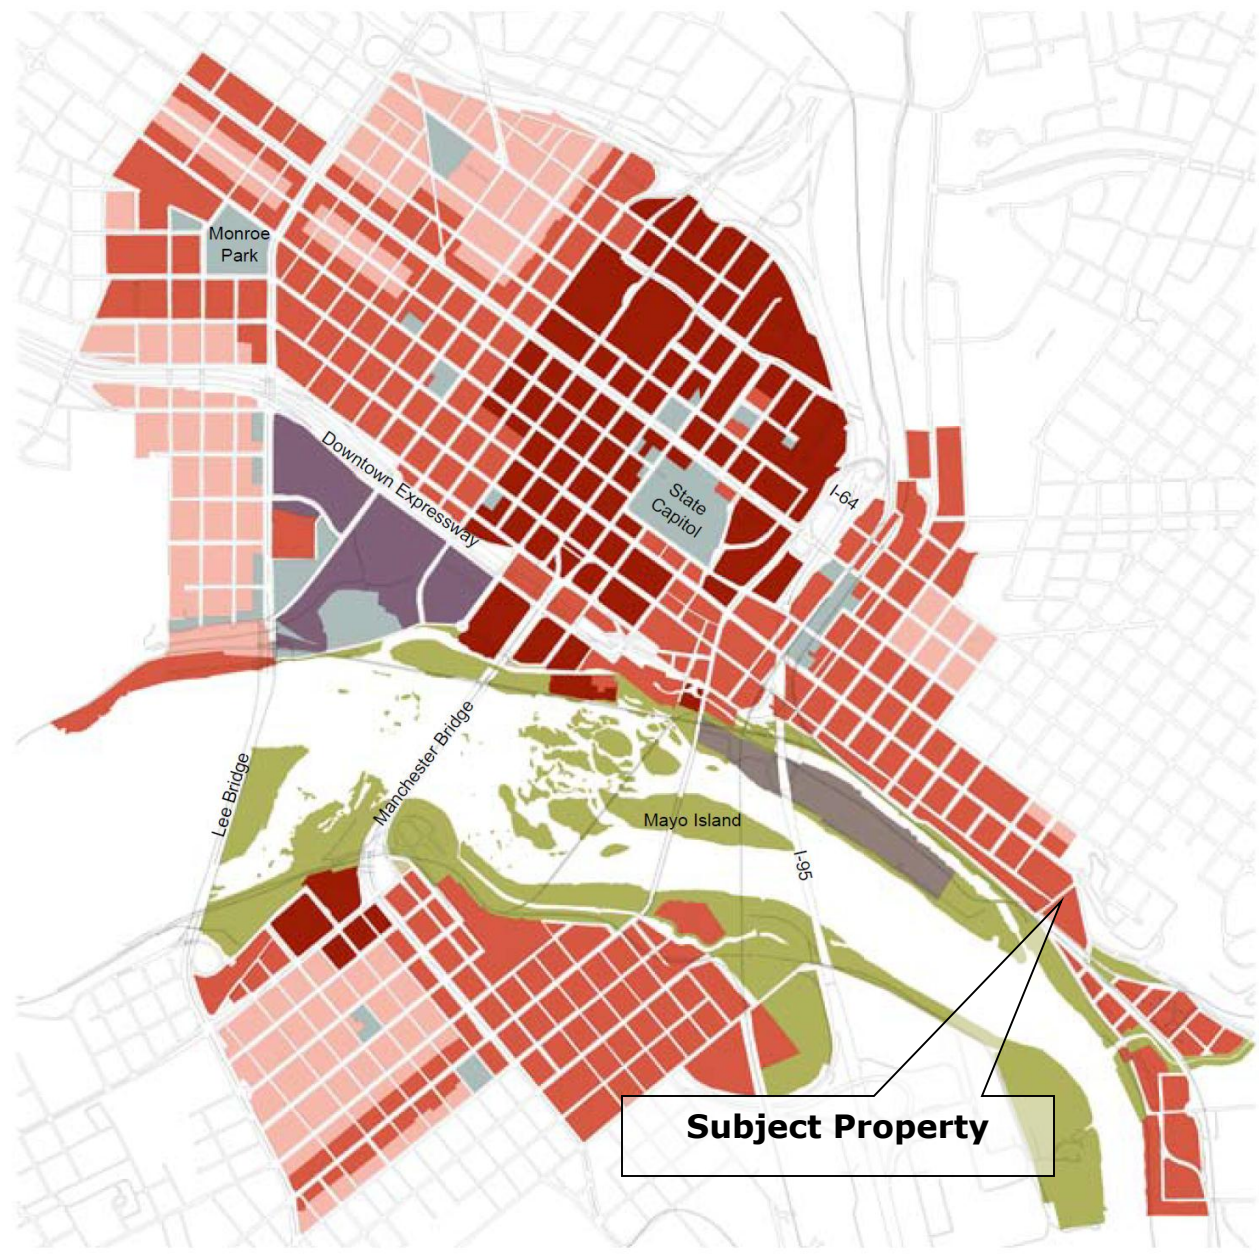 Monroe
Park
Downtown Expressway
State
Capitol
I-64
Lee Bridge
Manchester Bridge
Mayo Island
I-95
Subject Property